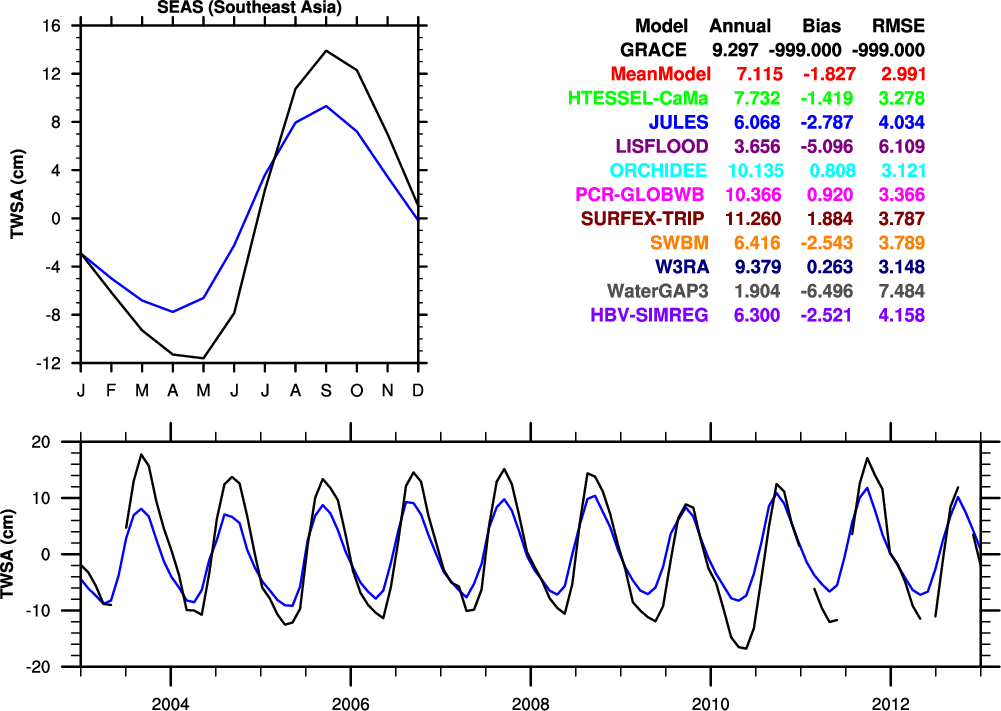 SEAS (Southeast Asia)
16
12
8
4
0
-4
-8
-12
TWSA (cm)
J F M A M J J A S O N D
Model Annual Bias RMSE
GRACE 9.297 -999.000 -999.000
MeanModel 7.115 -1.827 2.991
HTESSEL-CaMa 7.732 -1.419 3.278
JULES 6.068 -2.787 4.034
LISFLOOD 3.656 -5.096 6.109
ORCHIDEE 10.135 0.808 3.121
PCR-GLOBWB 10.366 0.920 3.366
SURFEX-TRIP 11.260 1.884 3.787
SWBM 6.416 -2.543 3.789
W3RA 9.379 0.263 3.148
WaterGAP3 1.904 -6.496 7.484
HBV-SIMREG 6.300 -2.521 4.158
20
10
0
-10
-20
TWSA (cm)
2004 2006 2008 2010 2012